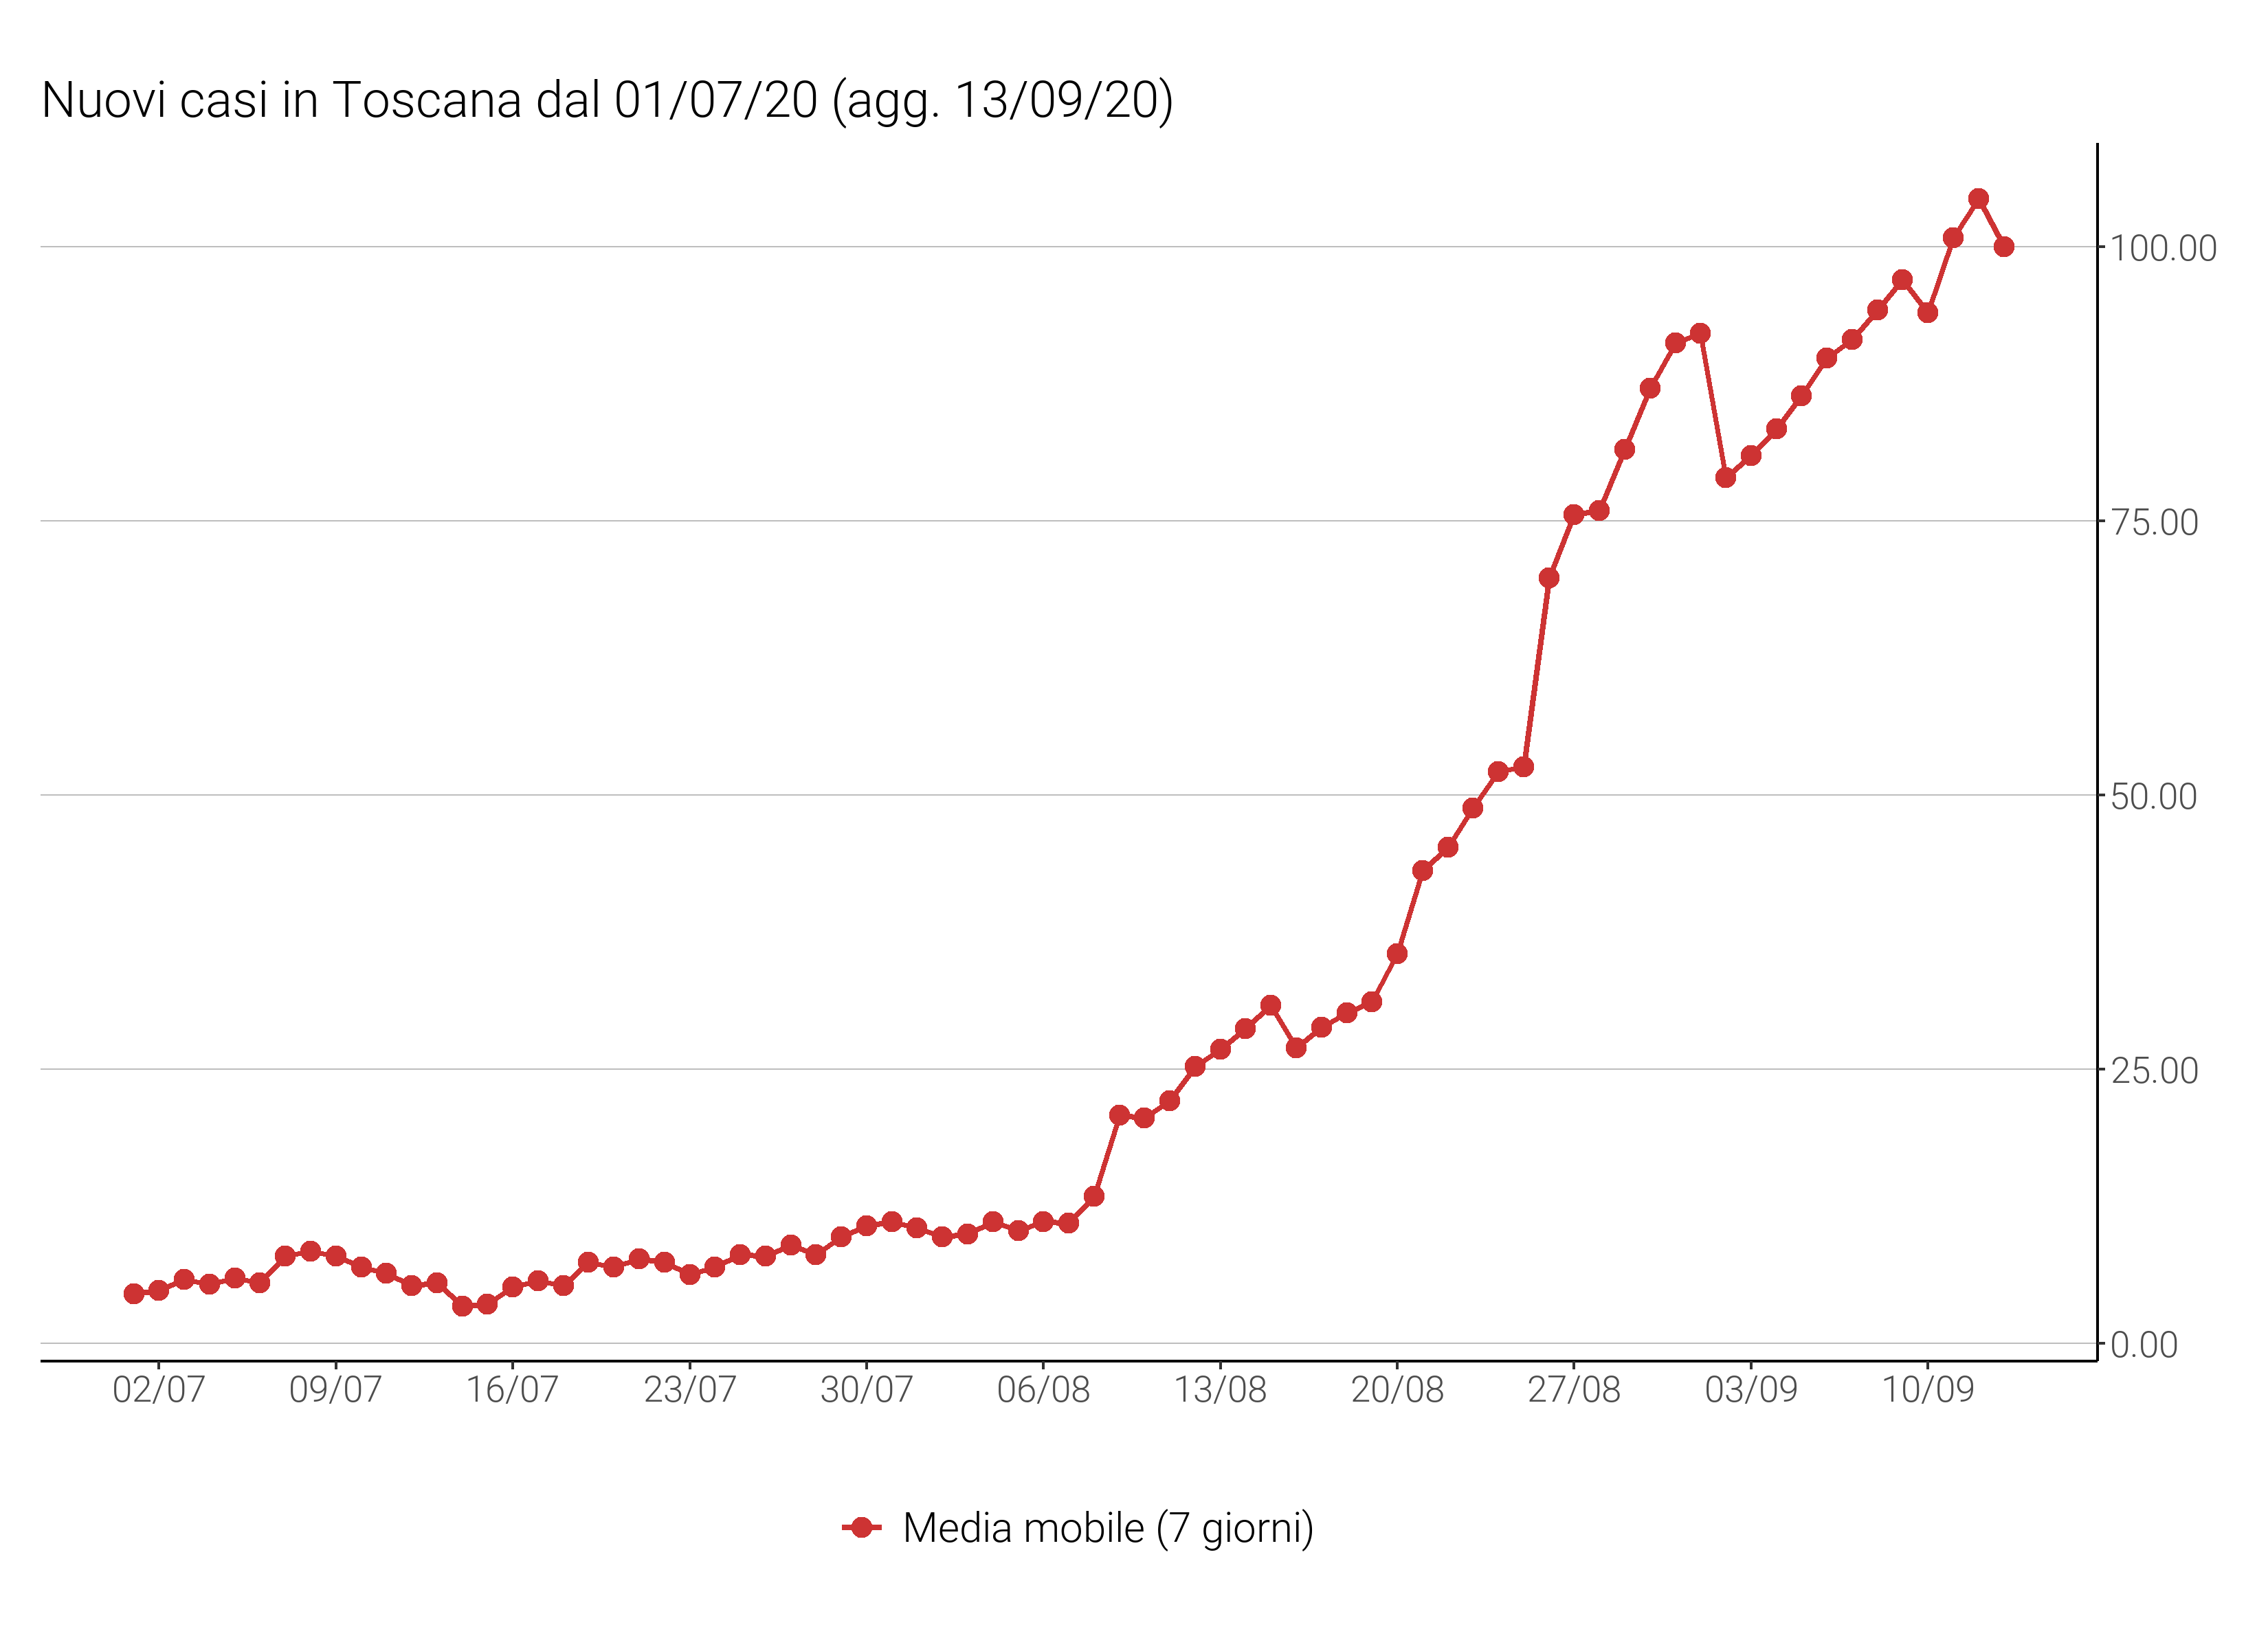 Nuovi casi in Toscana dal 01/07/20 (agg. 13/09/20)
100.00
75.00
50.00
25.00
0.00
02/07 09/07 16/07 23/07 30/07 06/08 13/08 20/08 27/08 03/09 10/09
Media mobile (7 giorni)